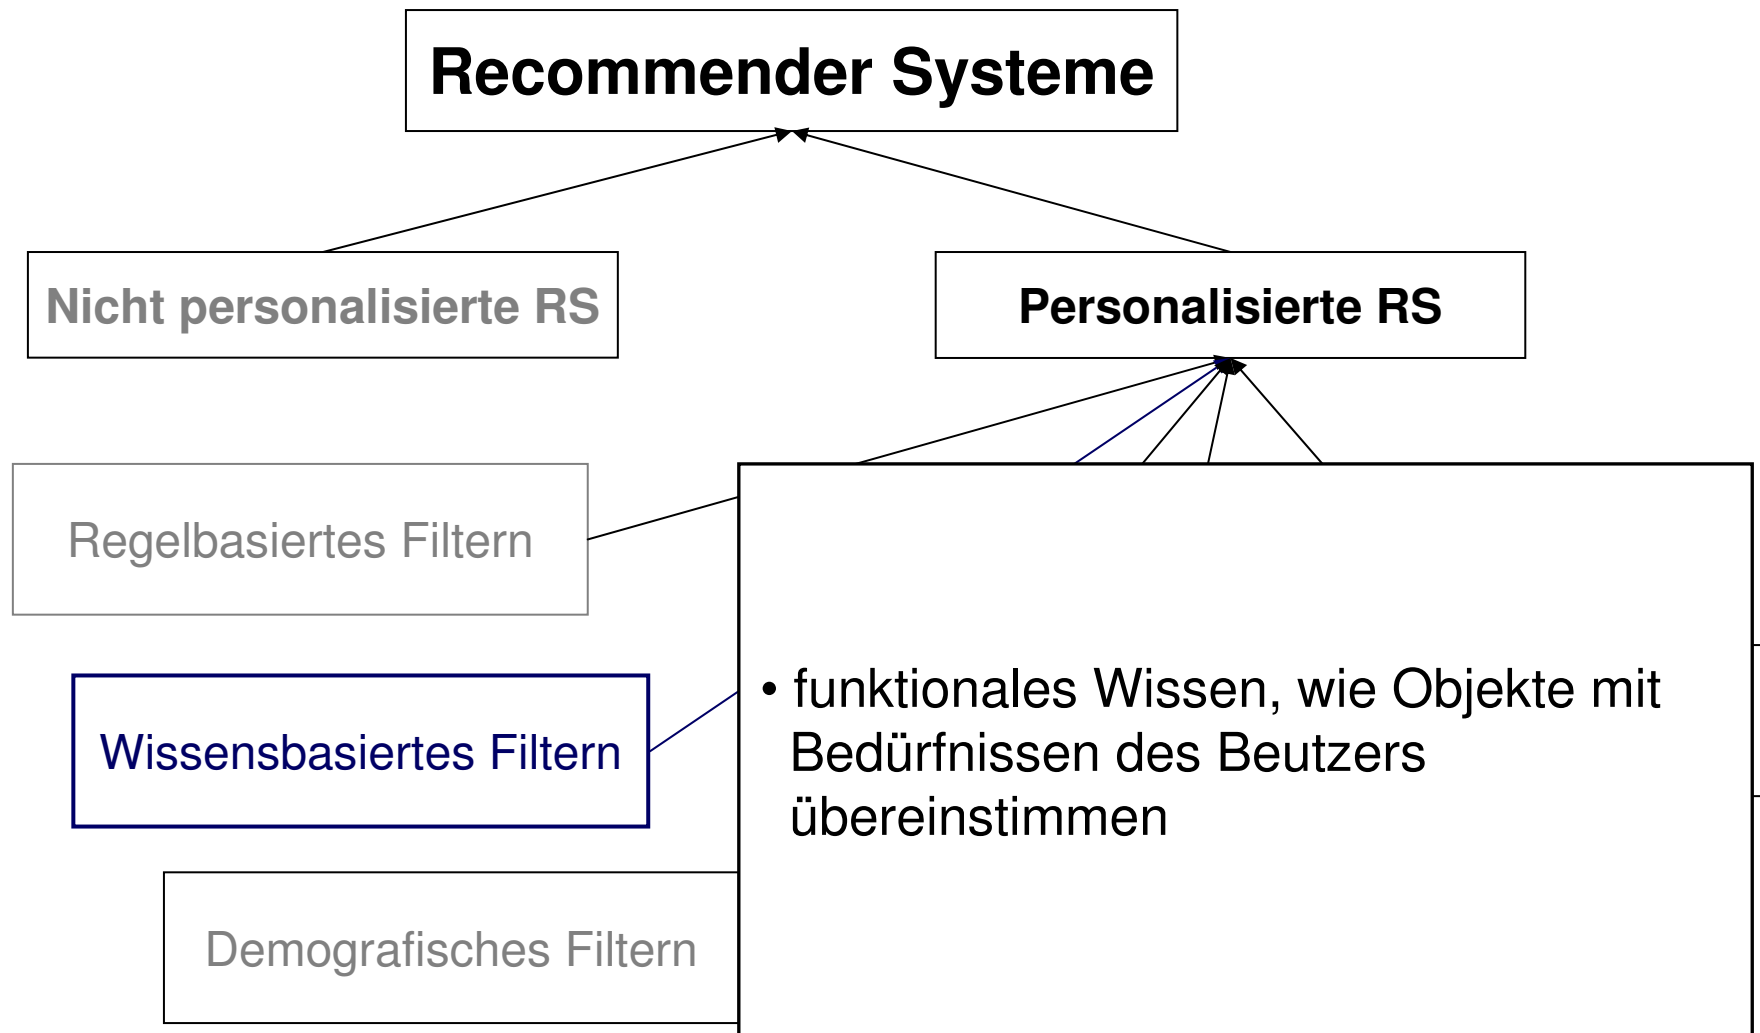 Recommender Systeme
Nicht personalisierte RS
Personalisierte RS
Regelbasiertes Filtern
Wissensbasiertes Filtern
Demografisches Filtern
• funktionales Wissen, wie Objekte mit
Bedürfnissen des Beutzers
übereinstimmen